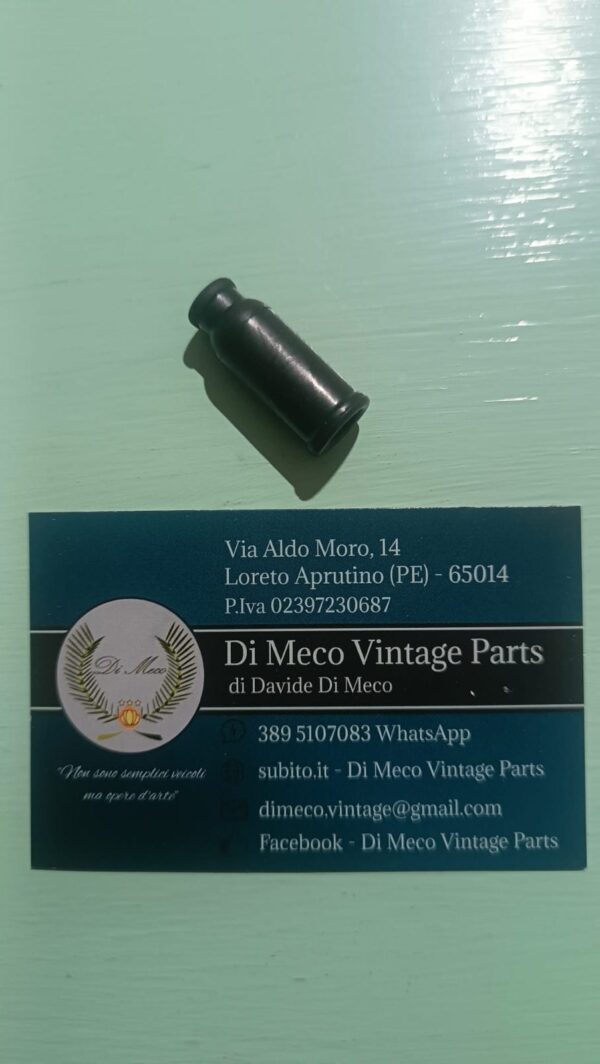 Via Aldo Moro, 14
Loreto Aprutino (PE) - 65014
P.Iva 02397230687
Di Meco
Di Meco Vintage Parts
di Davide Di Meco
"Non sono semplici veicoli
ma opere d'arte"
389 5107083 WhatsApp
subito.it - Di Meco Vintage Parts
dimeco.vintage@gmail.com
Facebook - Di Meco Vintage Parts